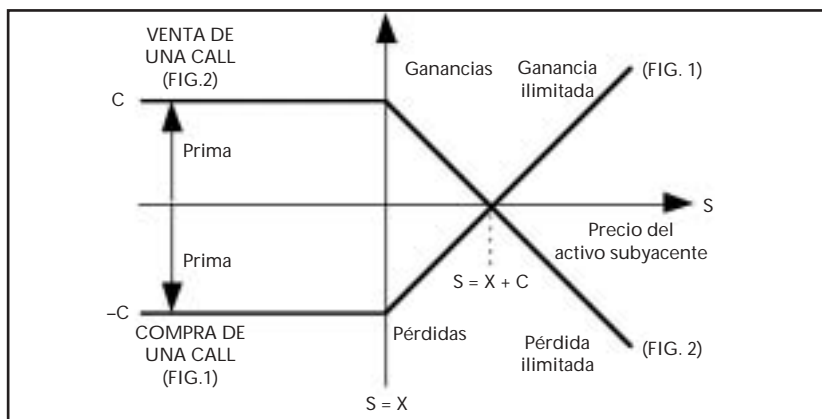 VENTA DE
UNA CALL
(FIG.2)
Ganancias
Ganancia
ilimitada
(FIG. 1)
C
Prima
S
Prima
Precio del
activo subyacente
S = X + C
–C
COMPRA DE
UNA CALL
(FIG.1)
Pérdidas
Pérdida
ilimitada
(FIG. 2)
S = X